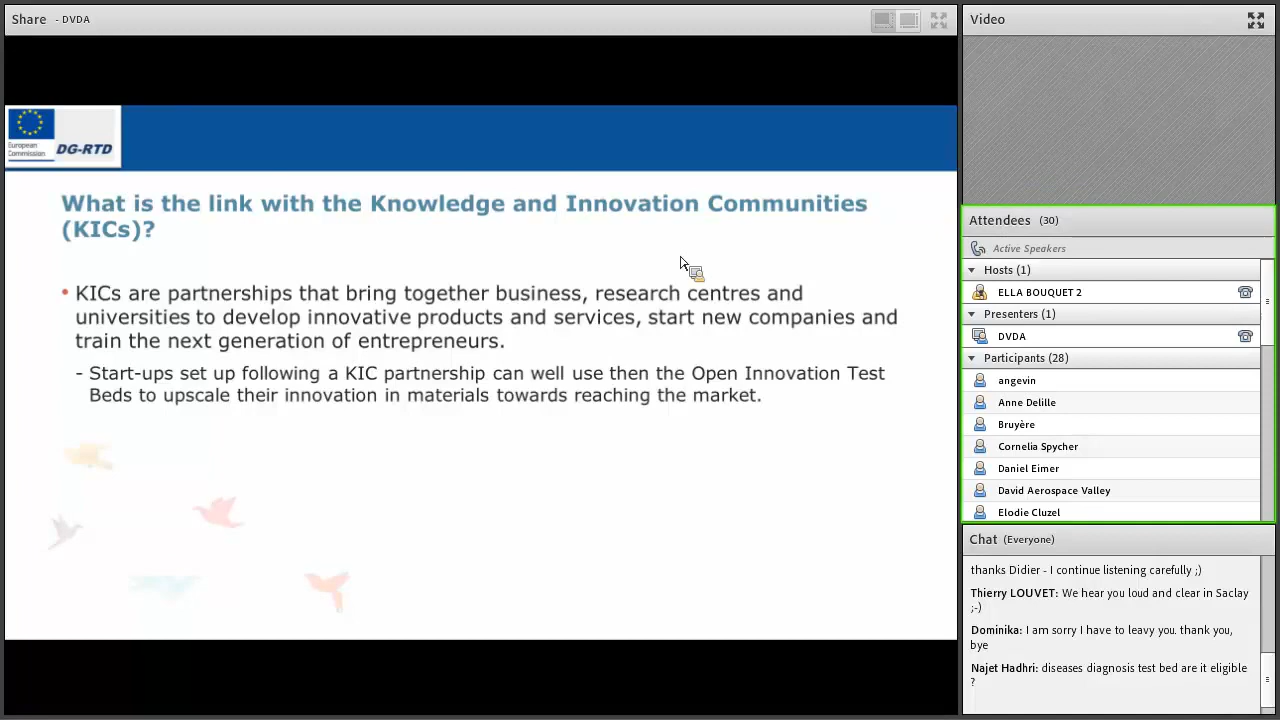 Share - DVDA
European
Commission
DG-RTD
What is the link with the Knowledge and Innovation Communities
(KICs)?
• KICs are partnerships that bring together business, research centres and
universities to develop innovative products and services, start new companies and
train the next generation of entrepreneurs.
- Start-ups set up following a KIC partnership can well use then the Open Innovation Test
Beds to upscale their innovation in materials towards reaching the market.
Video
Attendees (30)
Active Speakers
Hosts (1)
ELLA BOUQUET 2
Presenters (1)
DVDA
Participants (28)
angevin
Anne Delille
Bruyère
Cornelia Spycher
Daniel Eimer
David Aerospace Valley
Elodie Cluzel
Chat (Everyone)
thanks Didier - I continue listening carefully ;)
Thierry LOUVET: We hear you loud and clear in Saclay
;-)
Dominika: I am sorry I have to leavy you. thank you,
bye
Najet Hadhri: diseases diagnosis test bed are it eligible
?